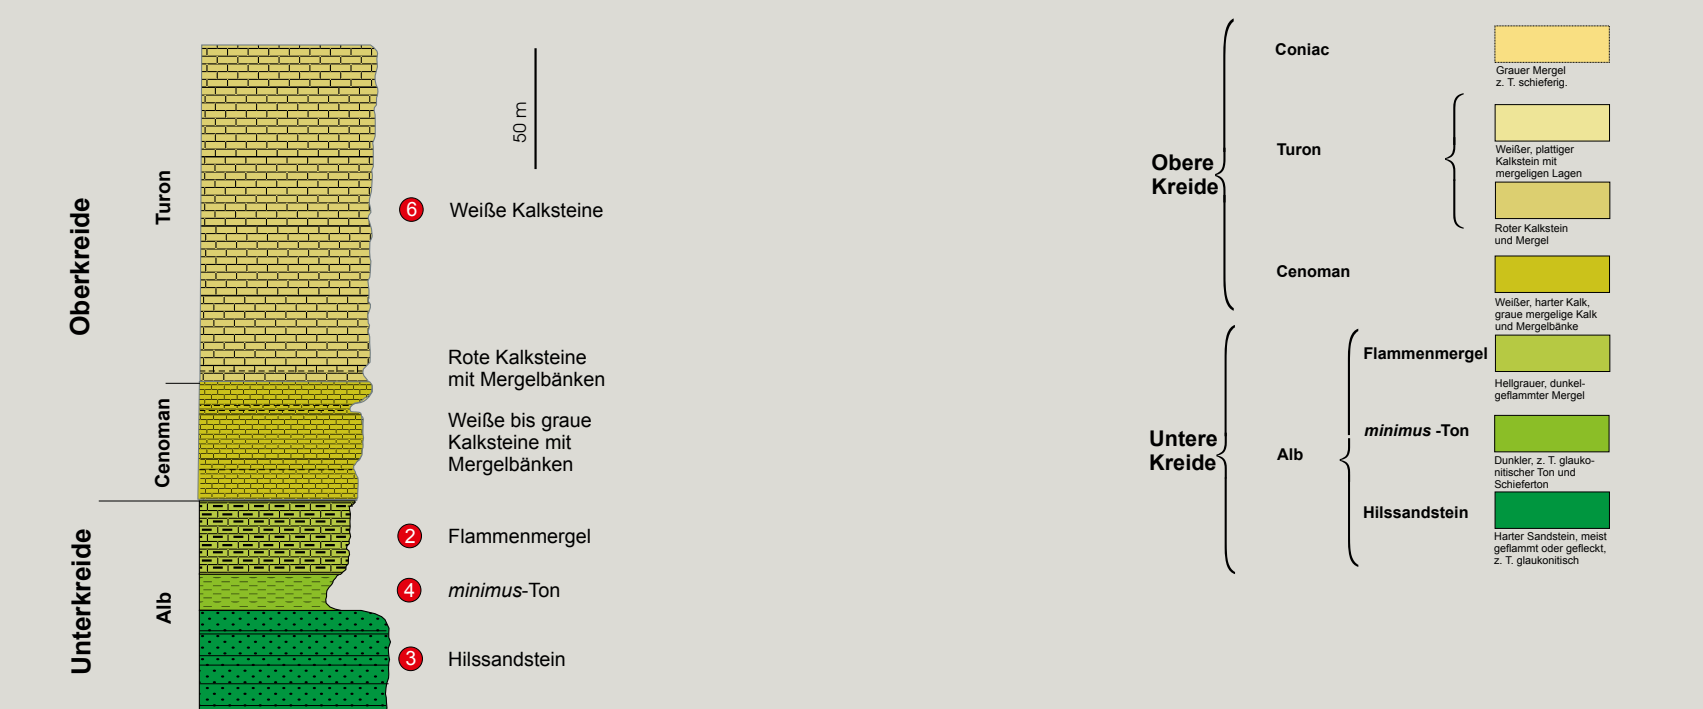 Oberkreide
Turon
Cenoman
Unterkreide
Alb
50 m
6 Weiße Kalksteine
Rote Kalksteine
mit Mergelbänken
Weiße bis graue
Kalksteine mit
Mergelbänken
2 Flammenmergel
4 minimus-Ton
3 Hilssandstein
Obere
Kreide
Coniac
Grauer Mergel
z. T. schieferig.
Turon
Weißer, plattiger
Kalkstein mit
mergeligen Lagen
Roter Kalkstein
und Mergel
Cenoman
Weißer, harter Kalk,
graue mergelige Kalk
und Mergelbänke
Untere
Kreide
Alb
Flammenmergel
Hellgrauer, dunkel-
geflammter Mergel
minimus -Ton
Dunkler, z. T. glauko-
nitischer Ton und
Schieferton
Hilssandstein
Harter Sandstein, meist
geflammt oder gefleckt,
z. T. glaukonitisch